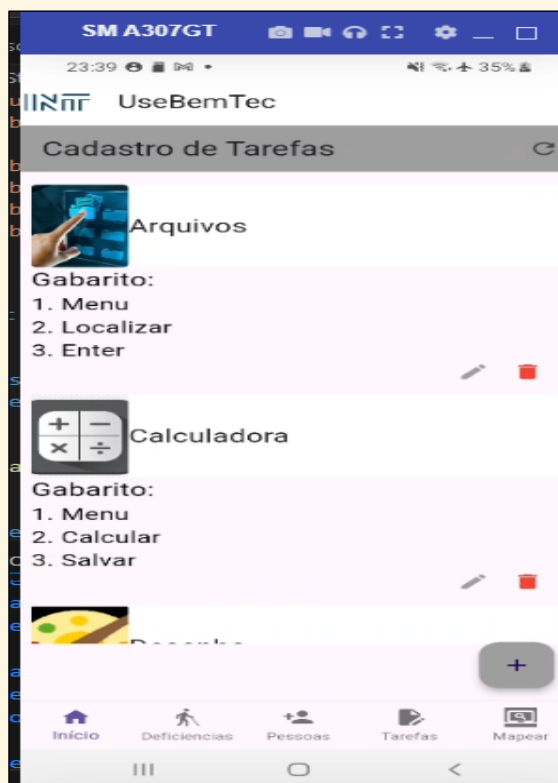 SM A307GT
23:39
35%
INT UseBemTec
Cadastro de Tarefas
Arquivos
Gabarito:
1. Menu
2. Localizar
3. Enter
Calculadora
Gabarito:
1. Menu
2. Calcular
3. Salvar
Início Deficiencias Pessoas Tarefas Mapear